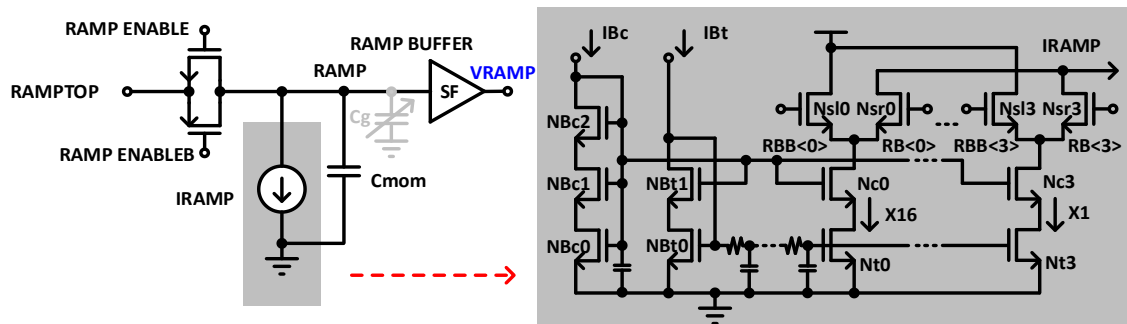 RAMP ENABLE
RAMPTOP
RAMP ENABLEB
RAMP BUFFER
RAMP
VRAMP
SF
Cg
Cmom
IRAMP
IBc
IBt
IRAMP
NBc2
NBc1
NBc0
NBt1
NBt0
Nsl0
Nsr0
Nsl3
Nsr3
RBB<0>
RB<0>
RBB<3>
RB<3>
Nc0
Nc3
X16
X1
Nt0
Nt3